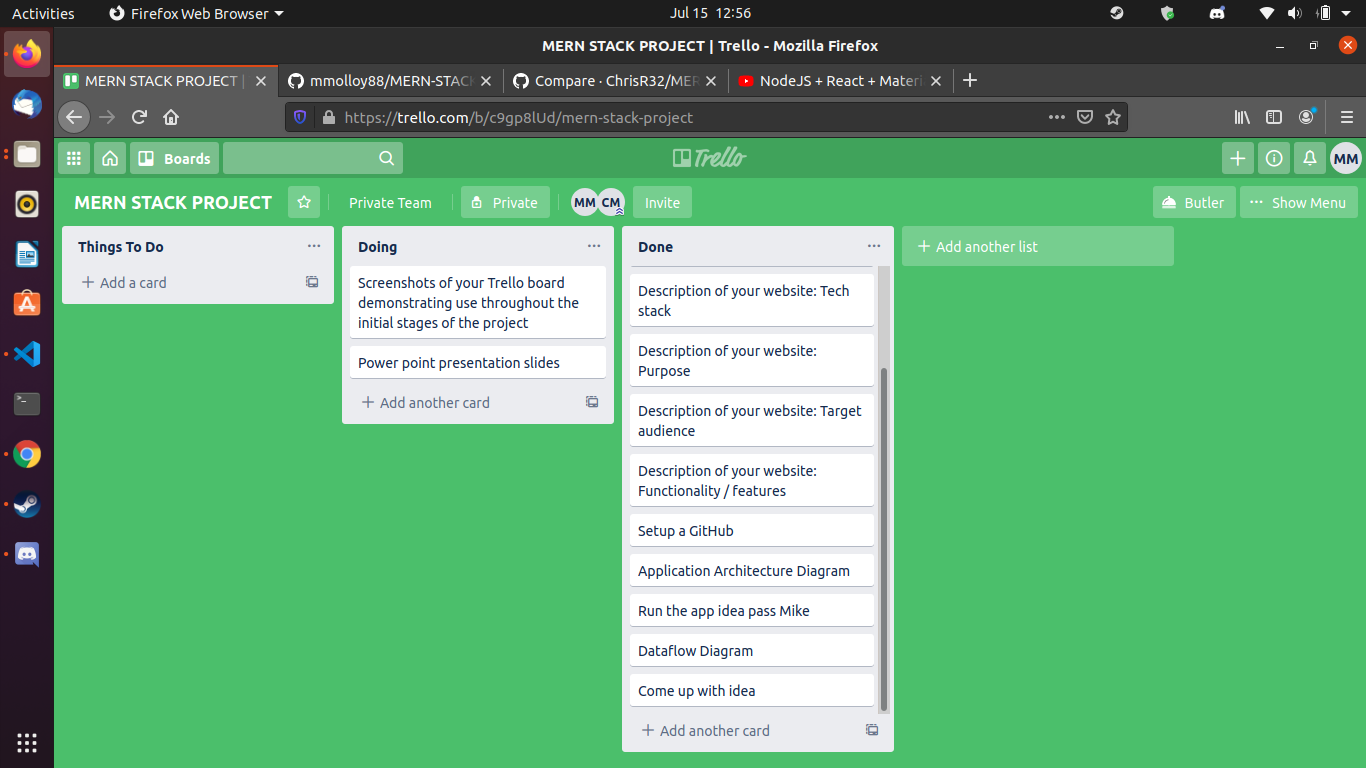 Activities
Firefox Web Browser
Jul 15 12:56
MERN STACK PROJECT | Trello - Mozilla Firefox
MERN STACK PROJECT |
mmolloy88/MERN-STACK
Compare · ChrisR32/MER
NodeJS + React + Materi
https://trello.com/b/c9gp8lUd/mern-stack-project
Boards
Trello
MM
MERN STACK PROJECT
Private Team
Private
MM
CM
Invite
Butler
Show Menu
Things To Do
Add a card
Doing
Screenshots of your Trello board
demonstrating use throughout the
initial stages of the project
Power point presentation slides
Add another card
Done
Description of your website: Tech
stack
Description of your website:
Purpose
Description of your website: Target
audience
Description of your website:
Functionality / features
Setup a GitHub
Application Architecture Diagram
Run the app idea pass Mike
Dataflow Diagram
Come up with idea
Add another card
Add another list